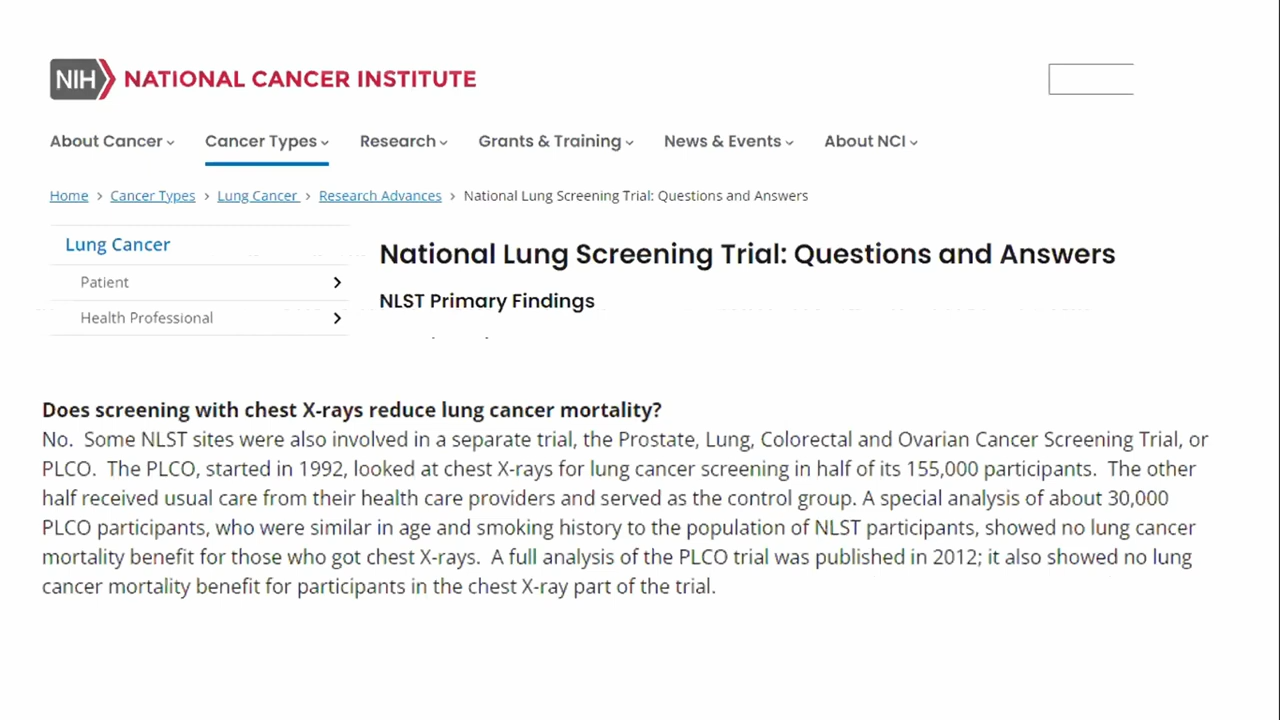 NIH NATIONAL CANCER INSTITUTE
About Cancer Cancer Types Research Grants & Training News & Events About NCI
Home > Cancer Types > Lung Cancer > Research Advances > National Lung Screening Trial: Questions and Answers
Lung Cancer
Patient
Health Professional
National Lung Screening Trial: Questions and Answers
NLST Primary Findings
Does screening with chest X-rays reduce lung cancer mortality?
No. Some NLST sites were also involved in a separate trial, the Prostate, Lung, Colorectal and Ovarian Cancer Screening Trial, or
PLCO. The PLCO, started in 1992, looked at chest X-rays for lung cancer screening in half of its 155,000 participants. The other
half received usual care from their health care providers and served as the control group. A special analysis of about 30,000
PLCO participants, who were similar in age and smoking history to the population of NLST participants, showed no lung cancer
mortality benefit for those who got chest X-rays. A full analysis of the PLCO trial was published in 2012; it also showed no lung
cancer mortality benefit for participants in the chest X-ray part of the trial.